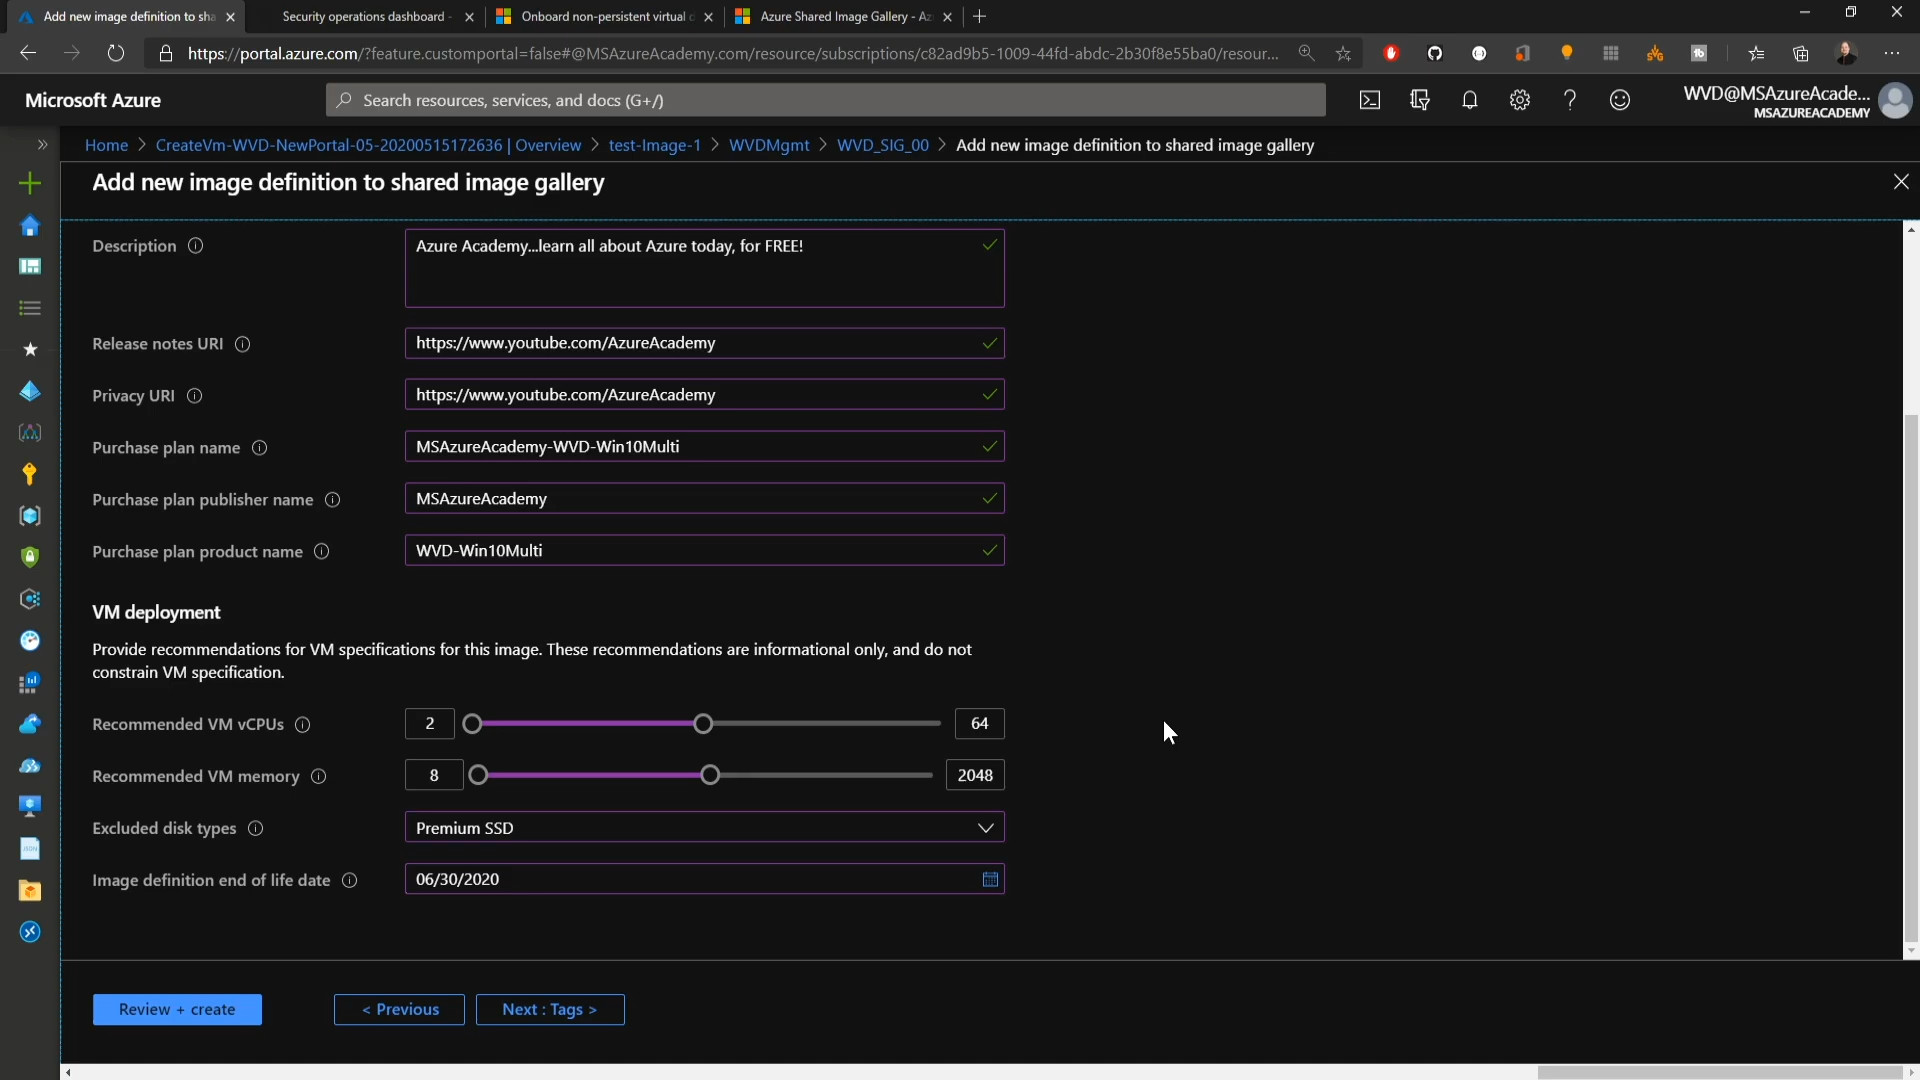 Add new image definition to sha
Security operations dashboard -
Onboard non-persistent virtual d
Azure Shared Image Gallery - Az
https://portal.azure.com/?feature.customportal=false#@MSAzureAcademy.com/resource/subscriptions/c82ad9b5-1009-44fd-abdc-2b30f8e55ba0/resour...
Microsoft Azure
Search resources, services, and docs (G+/)
WVD@MSAzureAcade...
MSAZUREACADEMY
Home > CreateVm-WVD-NewPortal-05-20200515172636 | Overview > test-Image-1 > WVDMgmt > WVD_SIG_00 > Add new image definition to shared image gallery
Add new image definition to shared image gallery
Description
Azure Academy...learn all about Azure today, for FREE!
Release notes URI
https://www.youtube.com/AzureAcademy
Privacy URI
https://www.youtube.com/AzureAcademy
Purchase plan name
MSAzureAcademy-WVD-Win10Multi
Purchase plan publisher name
MSAzureAcademy
Purchase plan product name
WVD-Win10Multi
VM deployment
Provide recommendations for VM specifications for this image. These recommendations are informational only, and do not
constrain VM specification.
Recommended VM vCPUs
2
64
Recommended VM memory
8
2048
Excluded disk types
Premium SSD
Image definition end of life date
06/30/2020
Review + create
< Previous
Next : Tags >